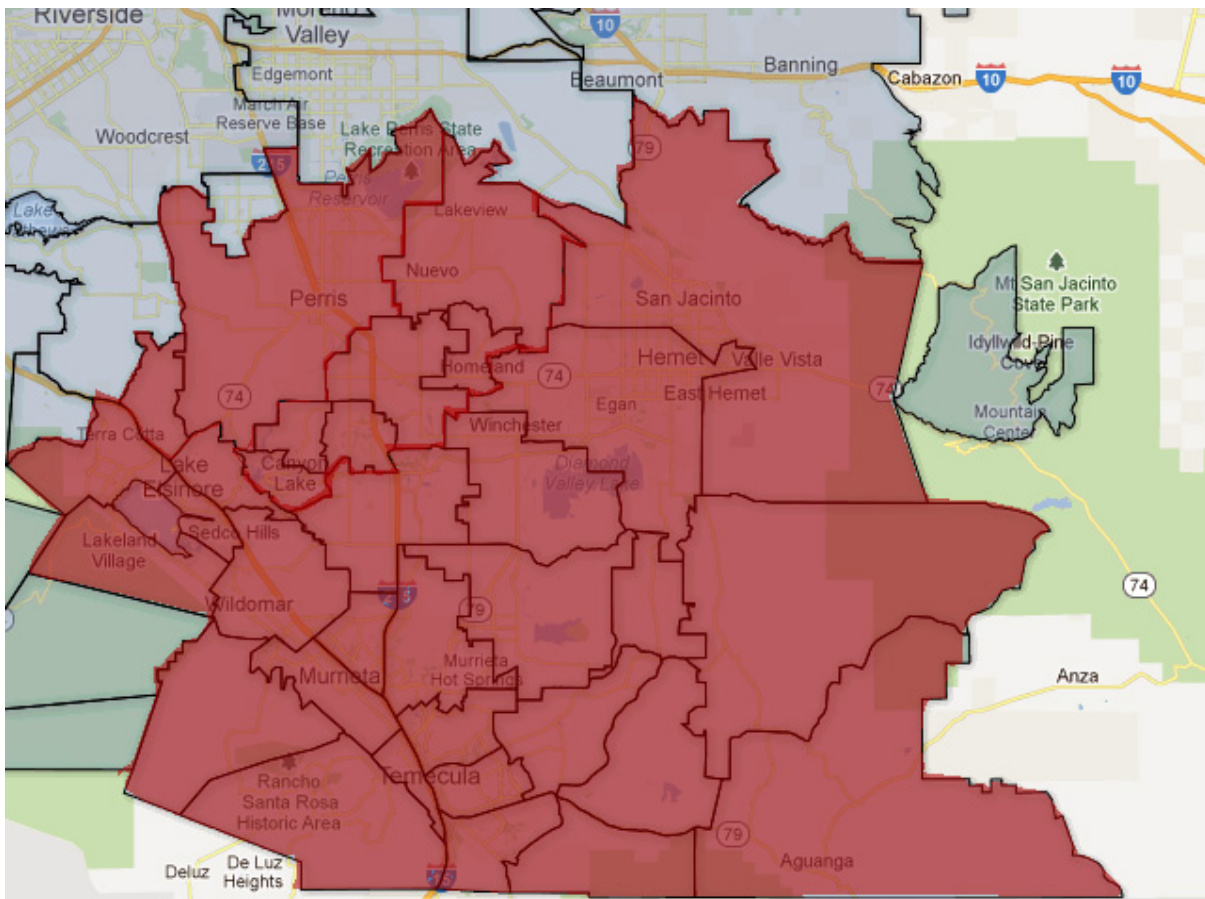 Riverside
Moreno
Valley
10
Banning
Edgemont
Beaumont
Cabazon
10
10
March Air
Reserve Base
Lake Perris State
Recreation Area
Woodcrest
79
Perris
Reservoir
Lake
Lakeview
Nuevo
Perris
San Jacinto
Mt San Jacinto
State Park
Idyllwild-Pine
Cove
Homeland
Hemet
Valle Vista
74
74
74
East Hemet
Egan
Mountain
Center
Winchester
Terra Cotta
Lake
Elsinore
Canyon
Lake
Diamond
Valley Lake
Sedco Hills
Lakeland
Village
74
Wildomar
79
Murrieta
Murrieta
Hot Springs
Anza
Temecula
Rancho
Santa Rosa
Historic Area
79
Aguanga
Deluz
De Luz
Heights